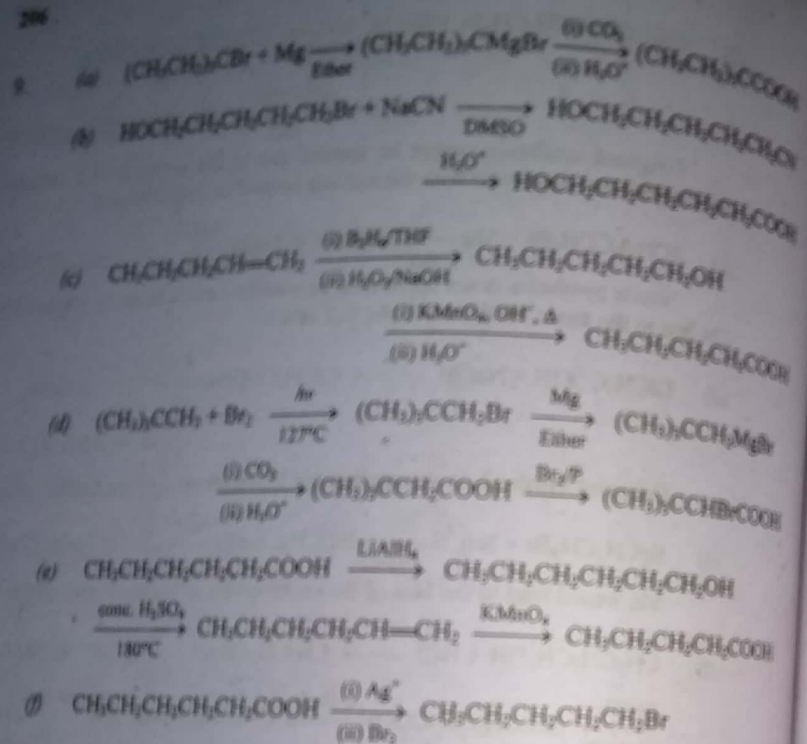 206
9. (a) (CH₃CH₂)₃CBr + Mg ⟶ Ether (CH₃CH₂)₃CMgBr ⟶ (i) CO₂ (ii) H₃O⁺ (CH₃CH₂)₃CCOOH
(b) HOCH₂CH₂CH₂CH₂CH₂Br + NaCN ⟶ DMSO HOCH₂CH₂CH₂CH₂CH₂CN
H₃O⁺ ⟶ HOCH₂CH₂CH₂CH₂CH₂COOH
(c) CH₃CH₂CH₂CH=CH₂ ⟶ (i) B₂H₆/THF (ii) H₂O₂/NaOH CH₃CH₂CH₂CH₂CH₂OH
(i) KMnO₄, OH⁻, Δ (ii) H₃O⁺ ⟶ CH₃CH₂CH₂CH₂COOH
(d) (CH₃)₃CCH₃ + Br₂ ⟶ hν 127°C (CH₃)₃CCH₂Br ⟶ Mg Ether (CH₃)₃CCH₂MgBr
(i) CO₂ (ii) H₃O⁺ ⟶ (CH₃)₃CCH₂COOH ⟶ Br₂/P (CH₃)₃CCHBrCOOH
(e) CH₃CH₂CH₂CH₂CH₂COOH ⟶ LiAlH₄ CH₃CH₂CH₂CH₂CH₂CH₂OH
conc. H₂SO₄ 180°C ⟶ CH₃CH₂CH₂CH₂CH=CH₂ ⟶ KMnO₄ CH₃CH₂CH₂CH₂COOH
(f) CH₃CH₂CH₂CH₂CH₂COOH ⟶ (i) Ag⁺ (ii) Br₂ CH₃CH₂CH₂CH₂CH₂Br